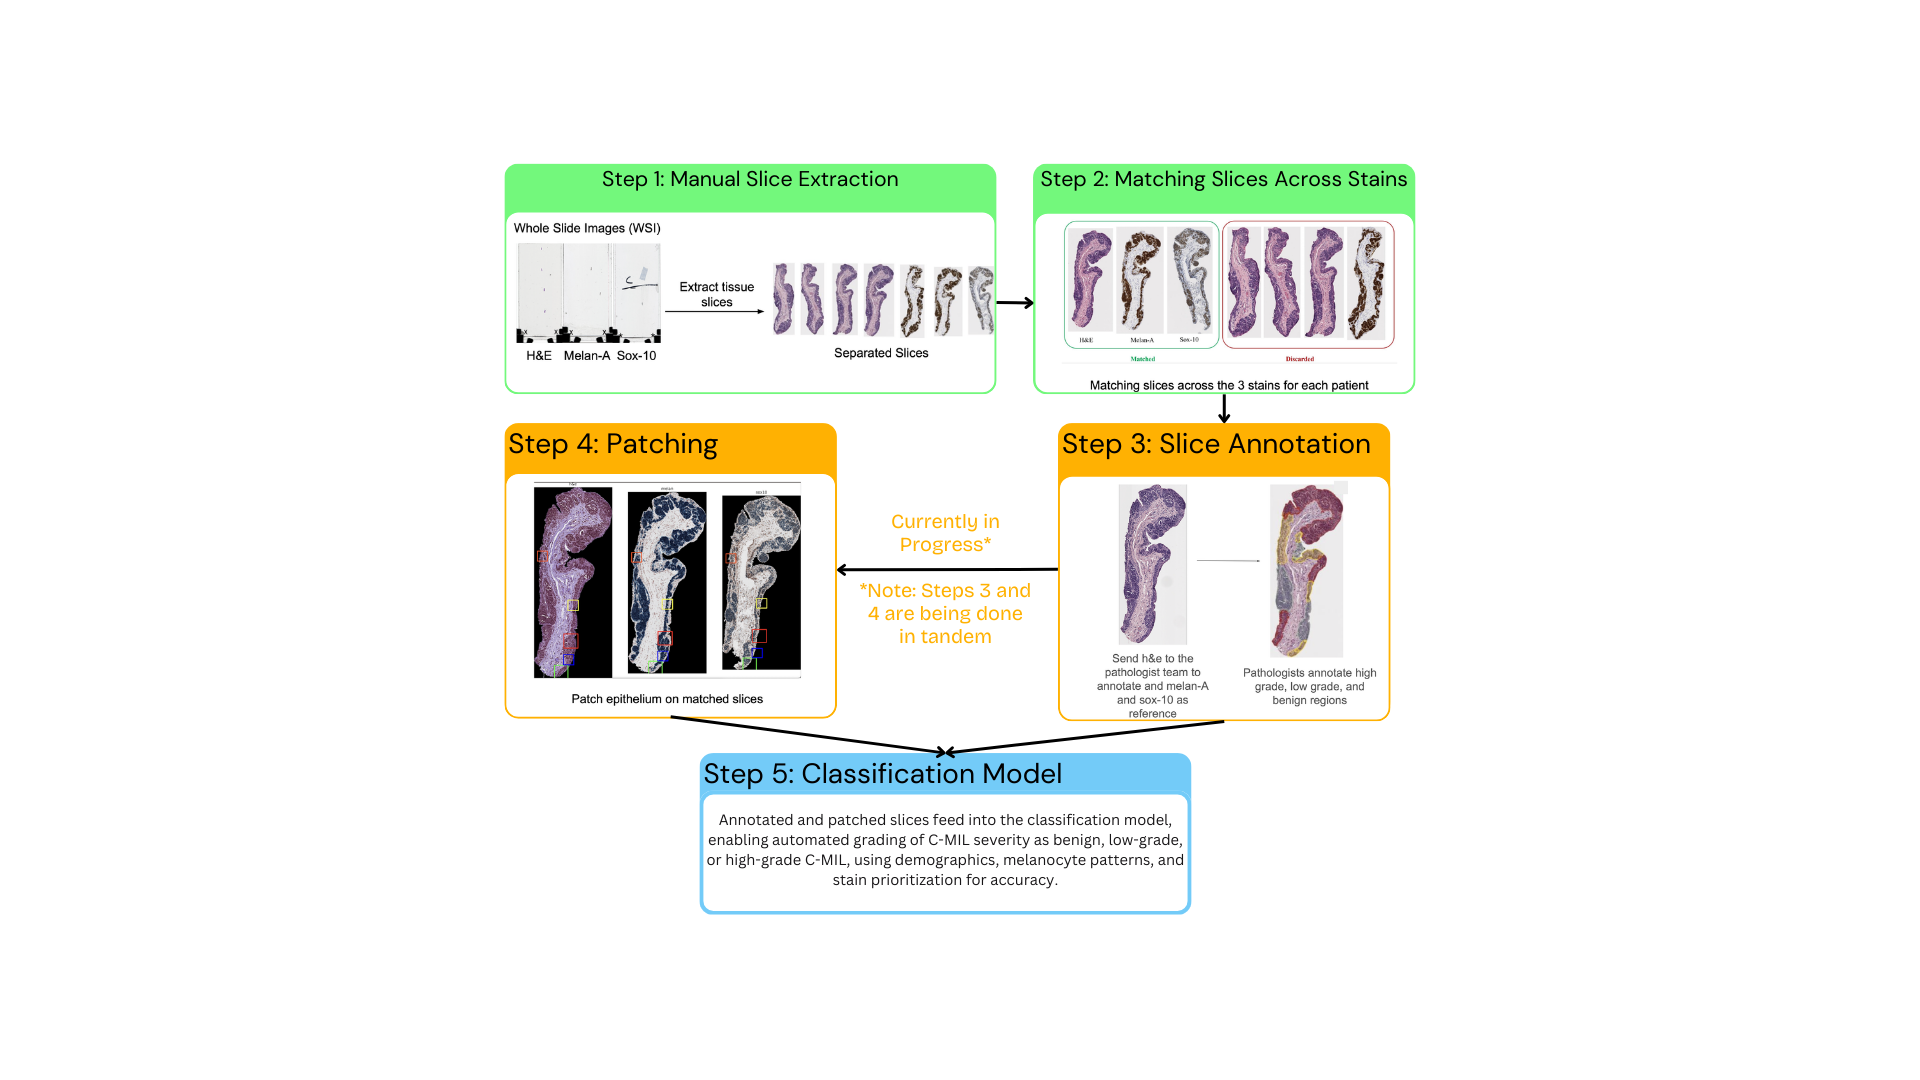 Step 1: Manual Slice Extraction
Whole Slide Images (WSI)
Extract tissue
slices
H&E Melan-A Sox-10
Separated Slices
Step 2: Matching Slices Across Stains
H&E Melan-A Sox-10
Matched Discarded
Matching slices across the 3 stains for each patient
Step 3: Slice Annotation
Send h&e to the
pathologist team to
annotate and melan-A
and sox-10 as
reference
Pathologists annotate high
grade, low grade, and
benign regions
Currently in
Progress*
*Note: Steps 3 and
4 are being done
in tandem
Step 4: Patching
Patch epithelium on matched slices
Step 5: Classification Model
Annotated and patched slices feed into the classification model,
enabling automated grading of C-MIL severity as benign, low-grade,
or high-grade C-MIL, using demographics, melanocyte patterns, and
stain prioritization for accuracy.